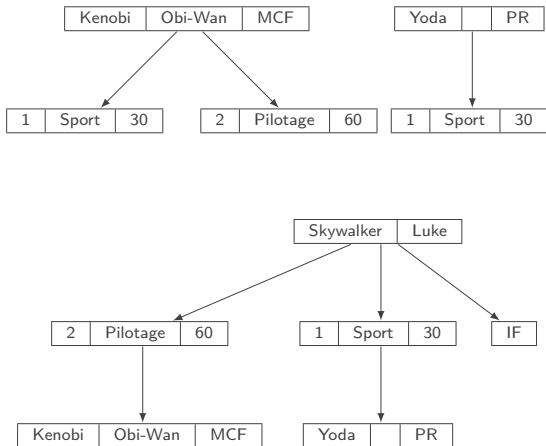 Kenobi Obi-Wan MCF Yoda PR
1 Sport 30 2 Pilotage 60 1 Sport 30
Skywalker Luke
2 Pilotage 60 1 Sport 30 IF
Kenobi Obi-Wan MCF Yoda PR